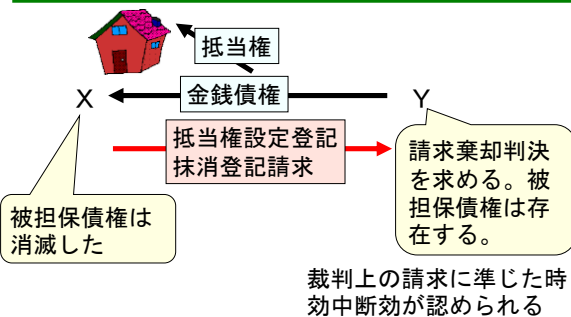 抵当権
X
金銭債権
Y
抵当権設定登記
抹消登記請求
被担保債権は
消滅した
請求棄却判決
を求める。被
担保債権は存
在する。
裁判上の請求に準じた時
効中断効が認められる